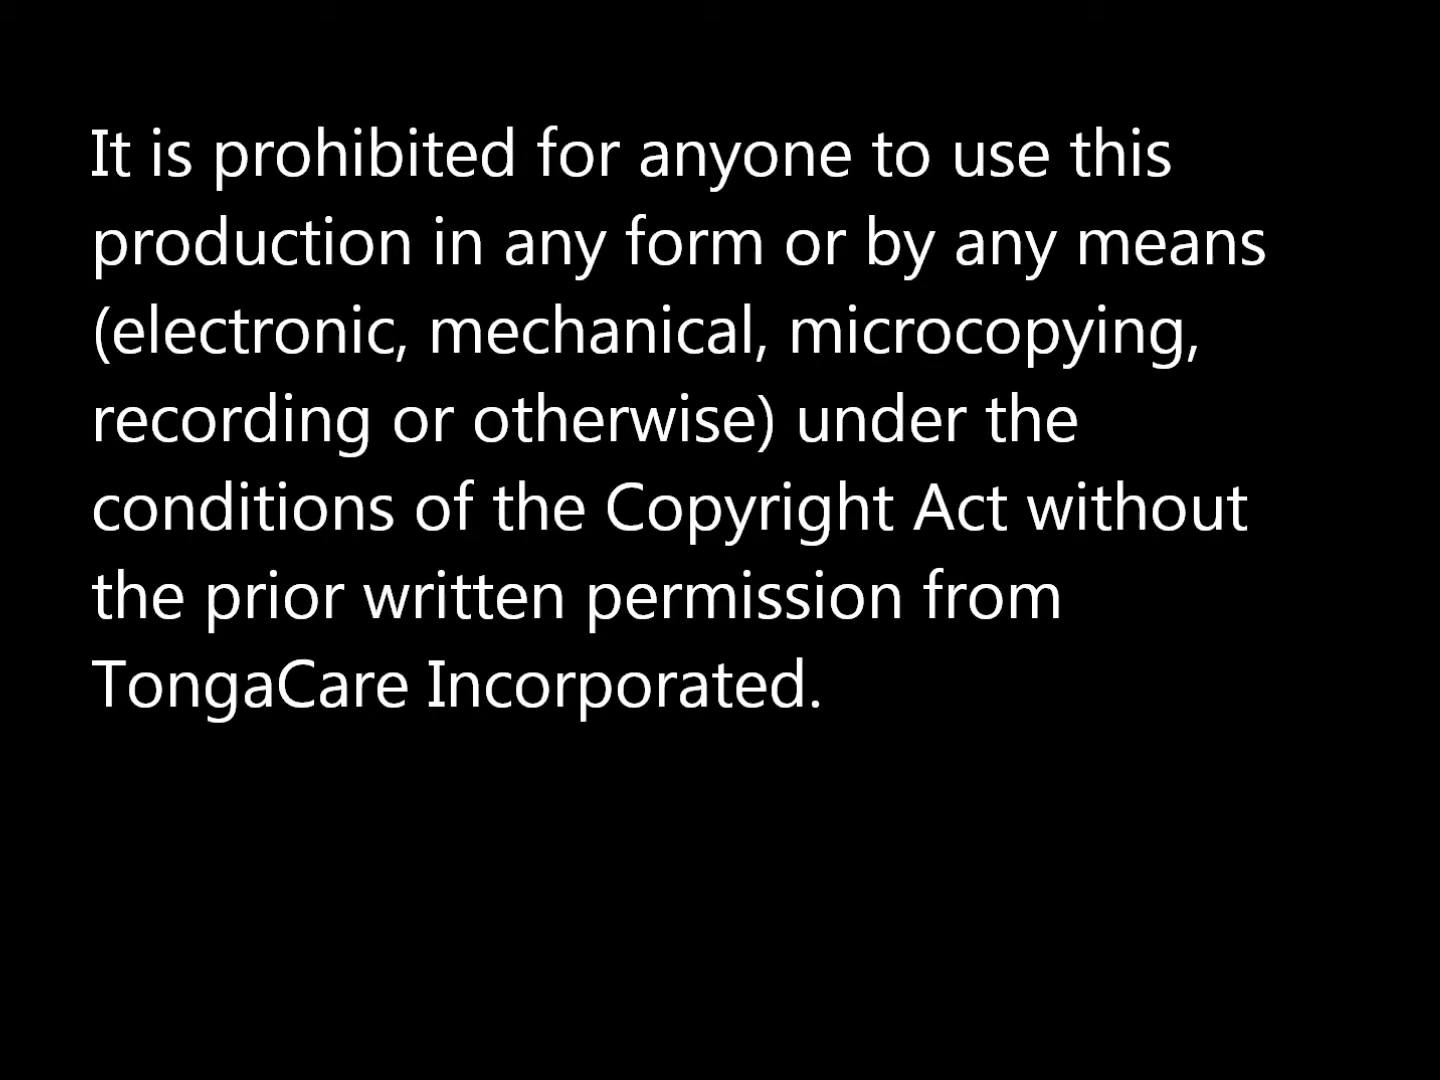 It is prohibited for anyone to use this
production in any form or by any means
(electronic, mechanical, microcopying,
recording or otherwise) under the
conditions of the Copyright Act without
the prior written permission from
TongaCare Incorporated.